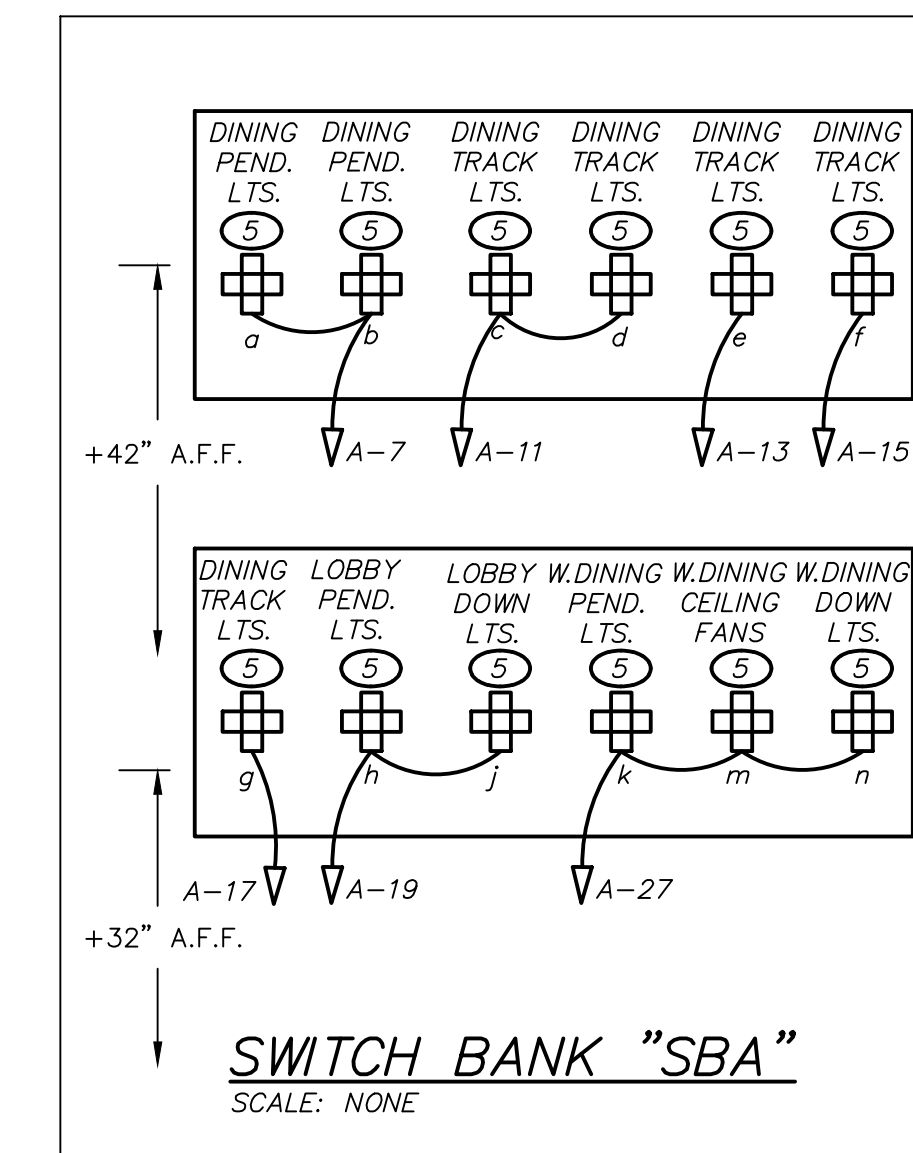 DINING DINING DINING DINING DINING DINING
PEND. PEND. TRACK TRACK TRACK TRACK
LTS. LTS. LTS. LTS. LTS. LTS.
5 5 5 5 5 5
a b c d e f
+42" A.F.F.
A-7 A-11 A-13 A-15
DINING LOBBY LOBBY W.DINING W.DINING W.DINING
TRACK PEND. DOWN PEND. CEILING DOWN
LTS. LTS. LTS. LTS. FANS LTS.
5 5 5 5 5 5
g h j k m n
A-17 A-19 A-27
+32" A.F.F.
SWITCH BANK "SBA"
SCALE: NONE